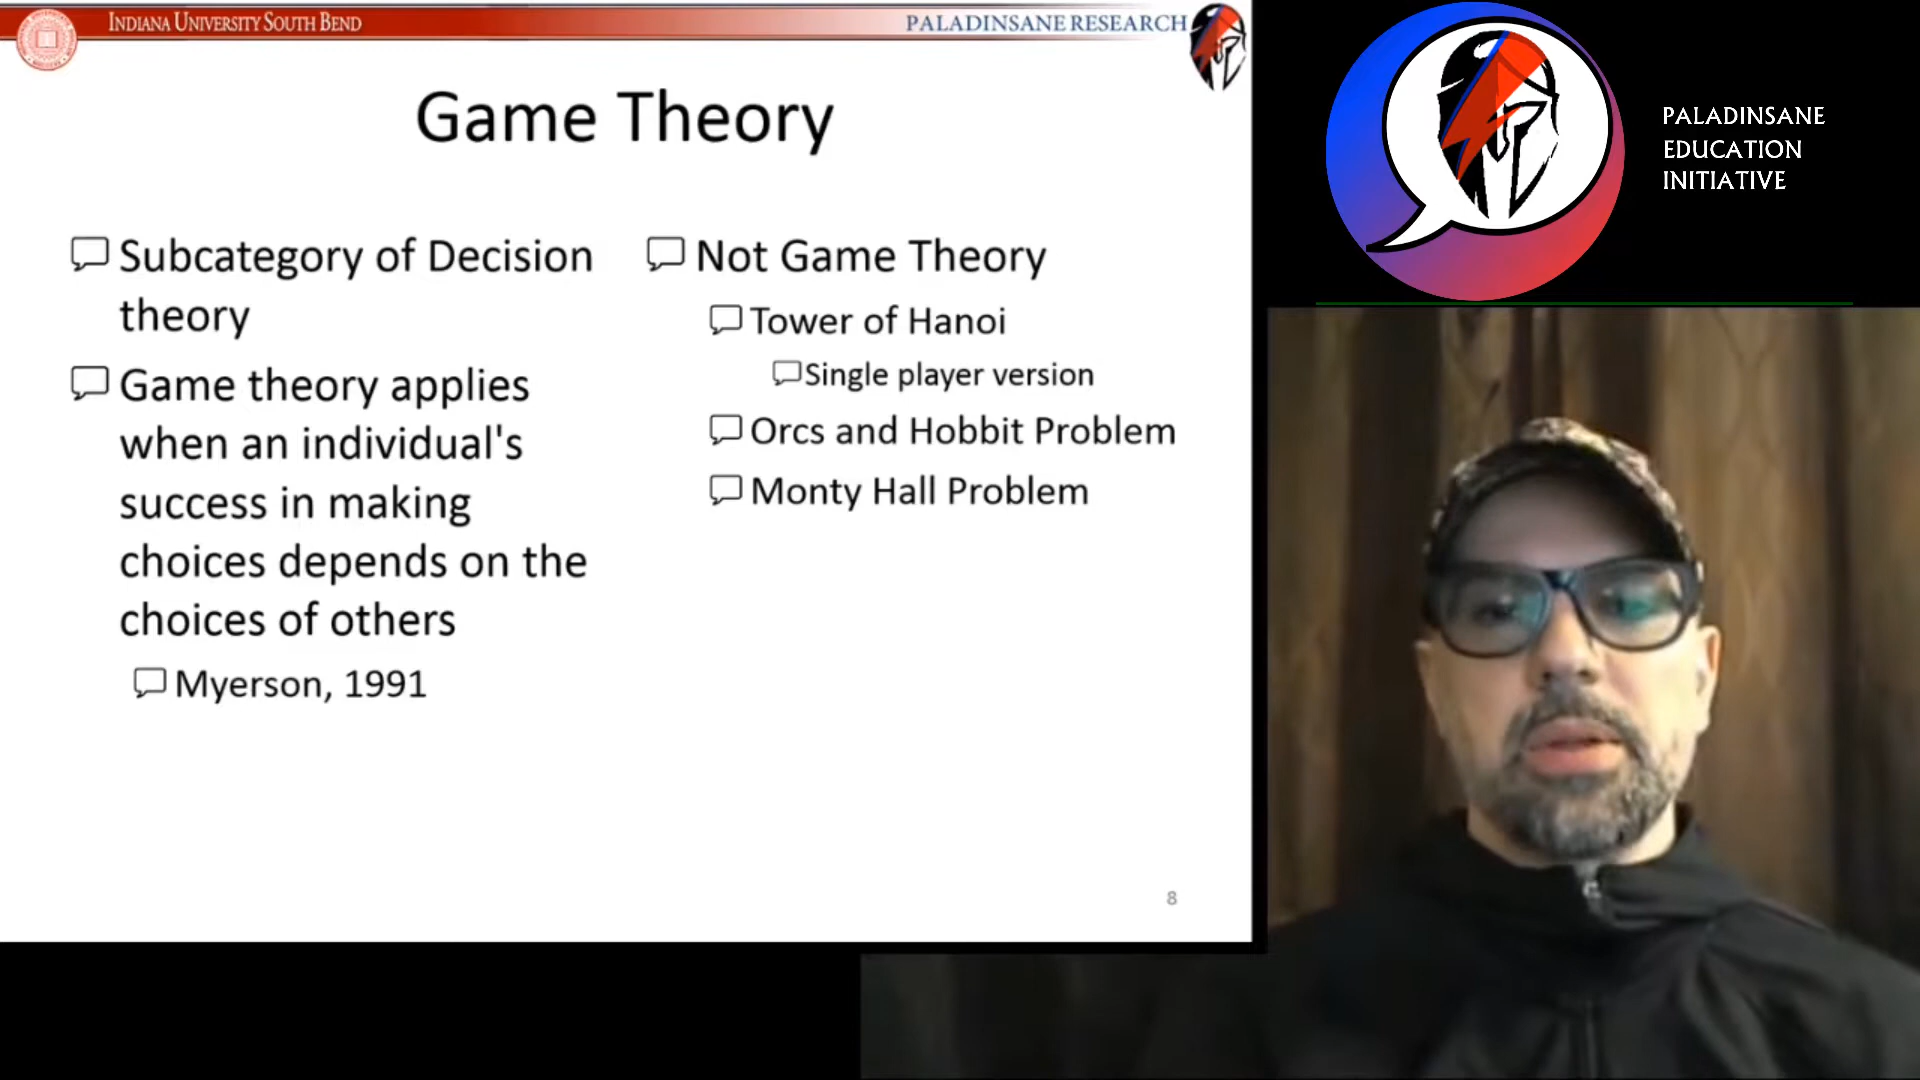 INDIANA UNIVERSITY SOUTH BEND
PALADINSANE RESEARCH
Game Theory
Subcategory of Decision
theory
Game theory applies
when an individual's
success in making
choices depends on the
choices of others
Myerson, 1991
Not Game Theory
Tower of Hanoi
Single player version
Orcs and Hobbit Problem
Monty Hall Problem
8
PALADINSANE
EDUCATION
INITIATIVE